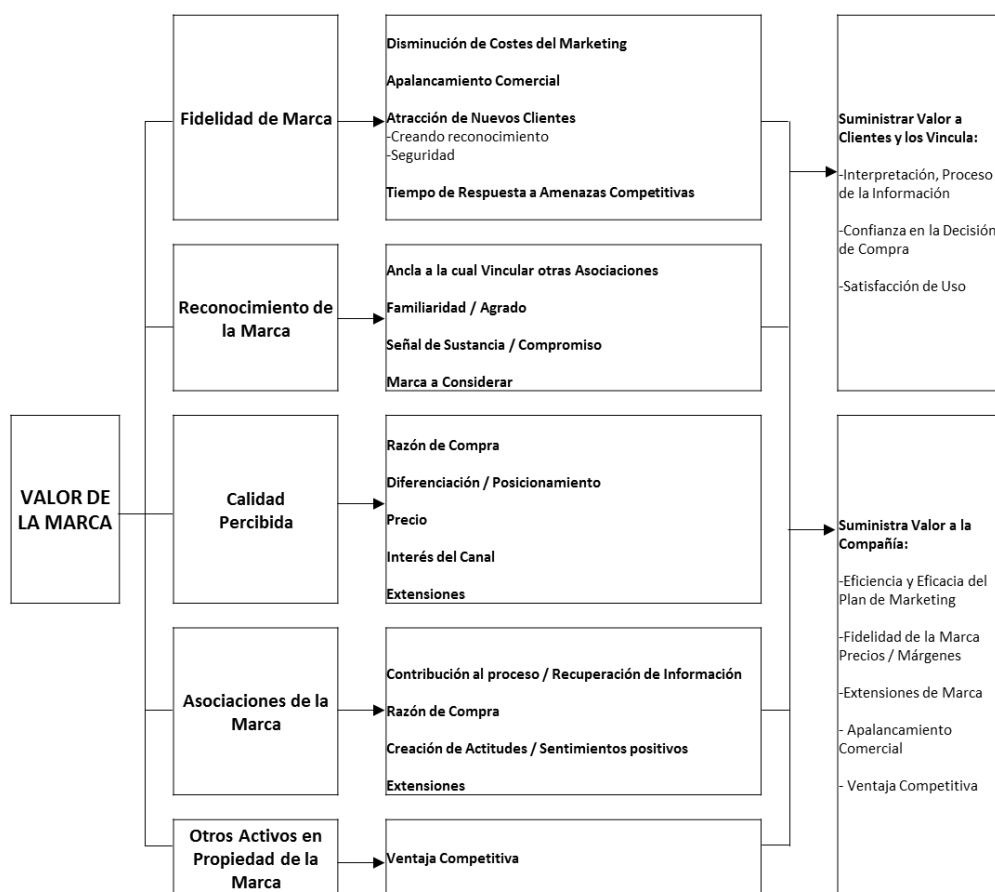 VALOR DE
LA MARCA
Fidelidad de Marca
Disminución de Costes del Marketing
Apalancamiento Comercial
Atracción de Nuevos Clientes
-Creando reconocimiento
-Seguridad
Tiempo de Respuesta a Amenazas Competitivas
Reconocimiento de
la Marca
Ancla a la cual Vincular otras Asociaciones
Familiaridad / Agrado
Señal de Sustancia / Compromiso
Marca a Considerar
Calidad
Percibida
Razón de Compra
Diferenciación / Posicionamiento
Precio
Interés del Canal
Extensiones
Asociaciones de la
Marca
Contribución al proceso / Recuperación de Información
Razón de Compra
Creación de Actitudes / Sentimientos positivos
Extensiones
Otros Activos en
Propiedad de la
Marca
Ventaja Competitiva
Suministrar Valor a
Clientes y los Vincula:
-Interpretación, Proceso
de la Información
-Confianza en la Decisión
de Compra
-Satisfacción de Uso
Suministra Valor a la
Compañía:
-Eficiencia y Eficacia del
Plan de Marketing
-Fidelidad de la Marca
Precios / Márgenes
-Extensiones de Marca
- Apalancamiento
Comercial
- Ventaja Competitiva